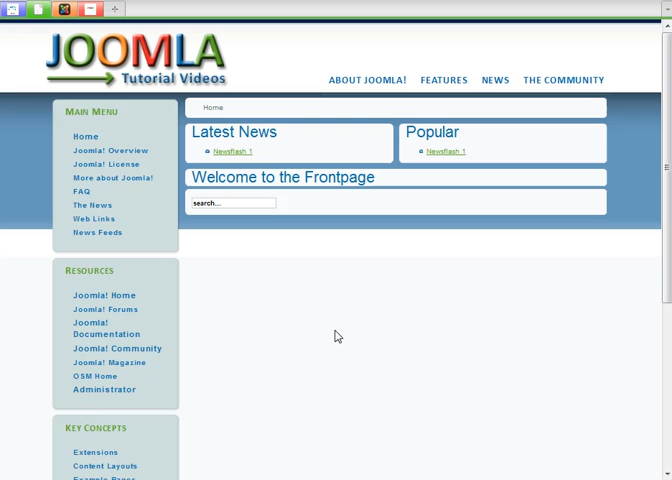 JOOMLA
Tutorial Videos
ABOUT JOOMLA! FEATURES NEWS THE COMMUNITY
MAIN MENU
Home
Joomla! Overview
Joomla! License
More about Joomla!
FAQ
The News
Web Links
News Feeds
Home
Latest News
Newsflash 1
Popular
Newsflash 1
Welcome to the Frontpage
search...
RESOURCES
Joomla! Home
Joomla! Forums
Joomla!
Documentation
Joomla! Community
Joomla! Magazine
OSM Home
Administrator
KEY CONCEPTS
Extensions
Content Layouts
Example Pages